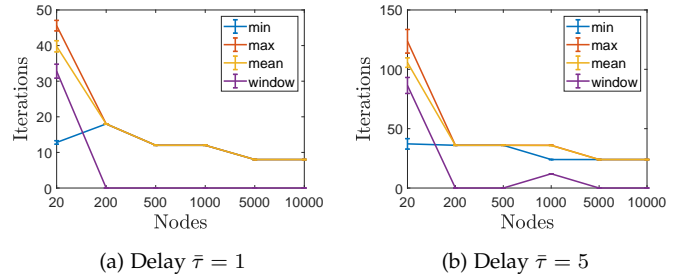 50
40
30
20
10
0
Iterations
min
max
mean
window
20 200 500 1000 5000 10000
Nodes
(a) Delay τ̄ = 1
150
100
50
0
Iterations
min
max
mean
window
20 200 500 1000 5000 10000
Nodes
(b) Delay τ̄ = 5